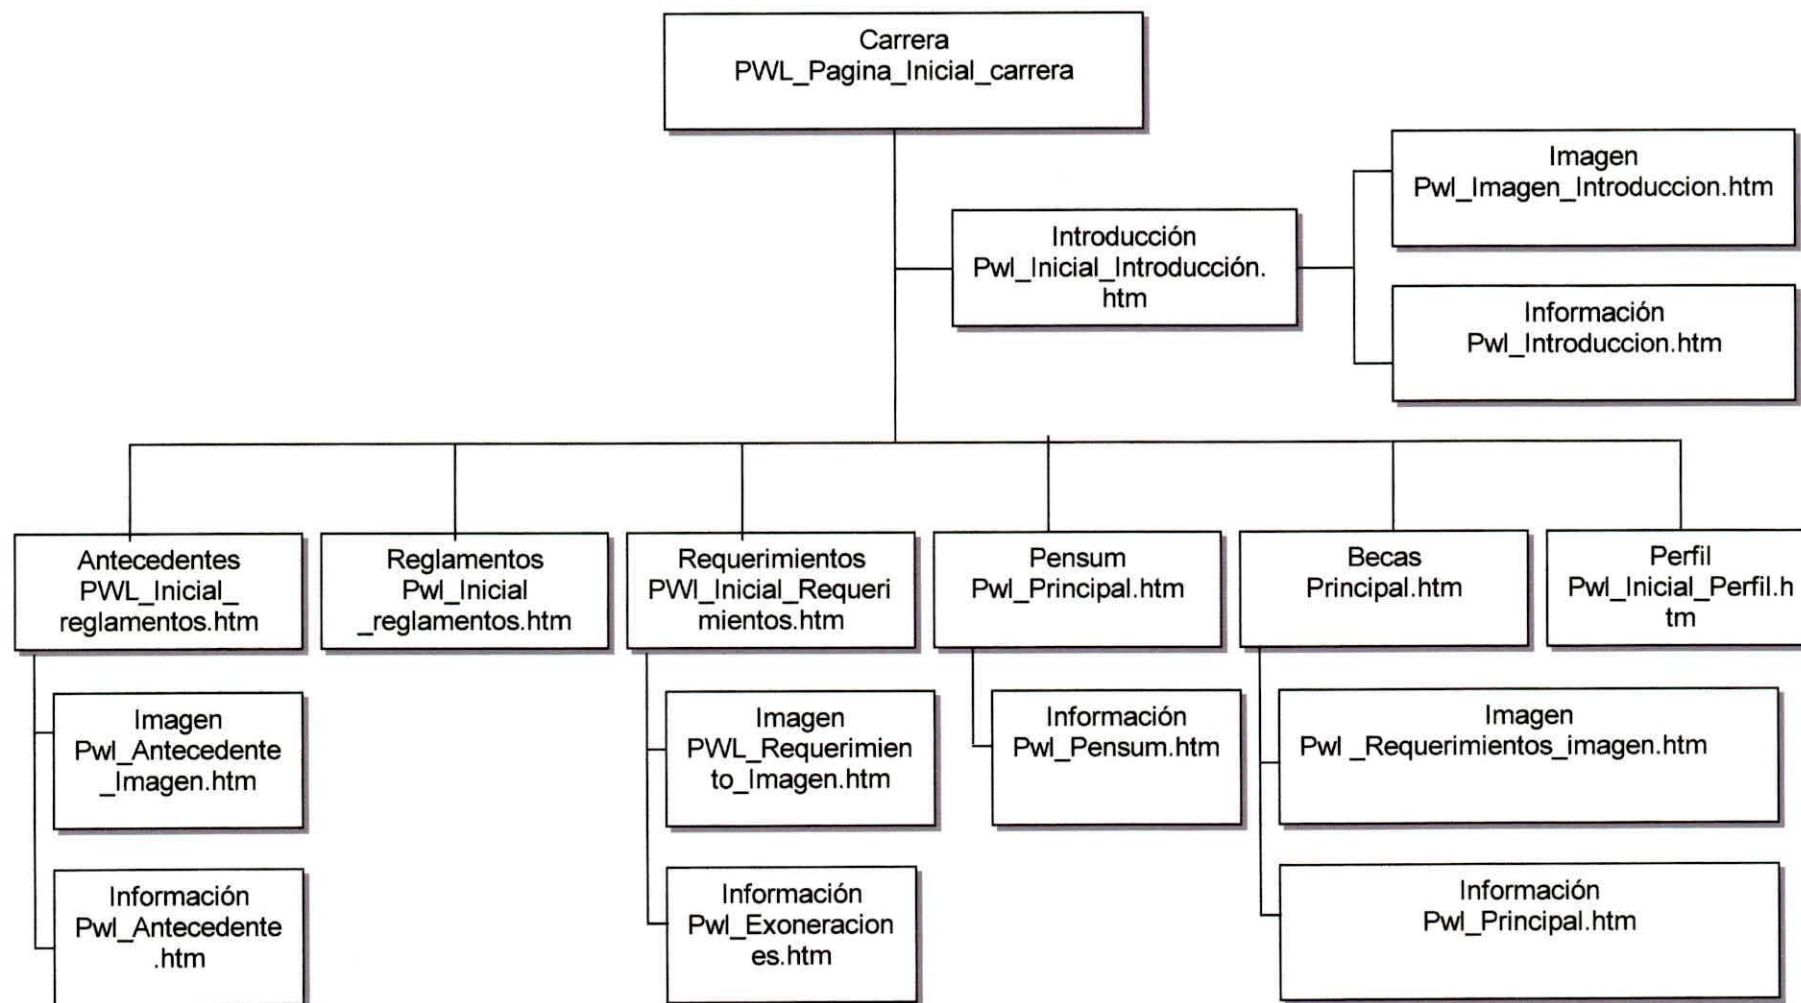 Carrera
PWL_Pagina_Inicial_carrera
Imagen
Pwl_Imagen_Introduccion.htm
Introducción
Pwl_Inicial_Introducción.
htm
Información
Pwl_Introduccion.htm
Antecedentes
PWL_Inicial_
reglamentos.htm
Reglamentos
Pwl_Inicial
_reglamentos.htm
Requerimientos
PWl_Inicial_Requeri
mientos.htm
Pensum
Pwl_Principal.htm
Becas
Principal.htm
Perfil
Pwl_Inicial_Perfil.h
tm
Imagen
Pwl_Antecedente
_Imagen.htm
Imagen
PWL_Requerimien
to_Imagen.htm
Información
Pwl_Pensum.htm
Imagen
Pwl _Requerimientos_imagen.htm
Información
Pwl_Antecedente
.htm
Información
Pwl_Exoneracion
es.htm
Información
Pwl_Principal.htm